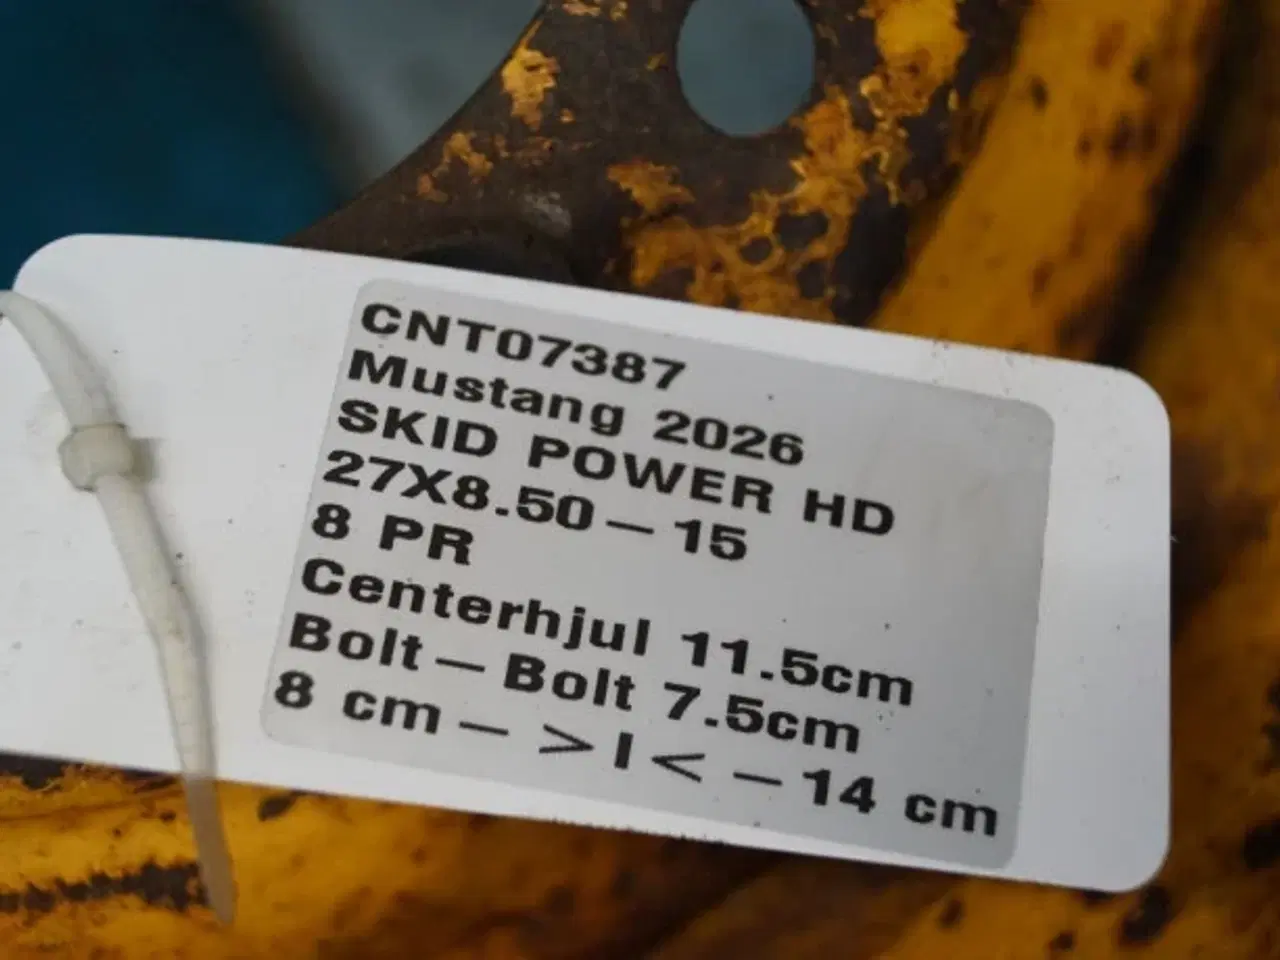 CNT07387
Mustang 2026
SKID POWER HD
27X8.50-15
8 PR
Centerhjul 11.5cm
Bolt-Bolt 7.5cm
8 cm- >I< -14 cm